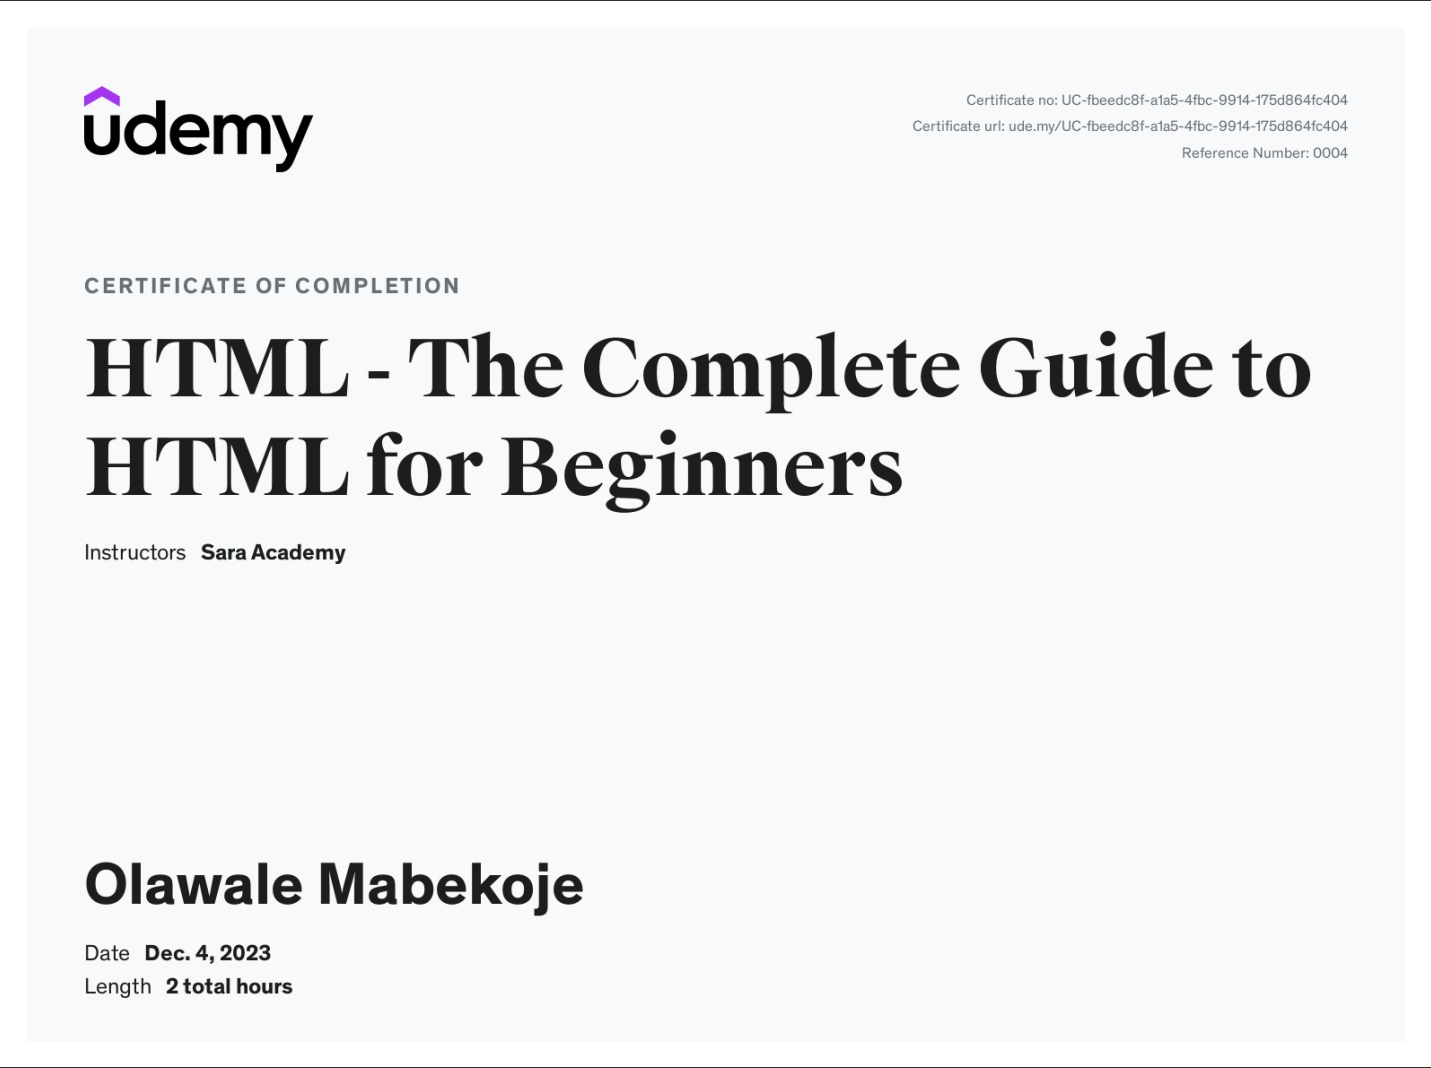 udemy
Certificate no: UC-fbeedc8f-a1a5-4fbc-9914-175d864fc404
Certificate url: ude.my/UC-fbeedc8f-a1a5-4fbc-9914-175d864fc404
Reference Number: 0004
CERTIFICATE OF COMPLETION
HTML - The Complete Guide to
HTML for Beginners
Instructors Sara Academy
Olawale Mabekoje
Date Dec. 4, 2023
Length 2 total hours